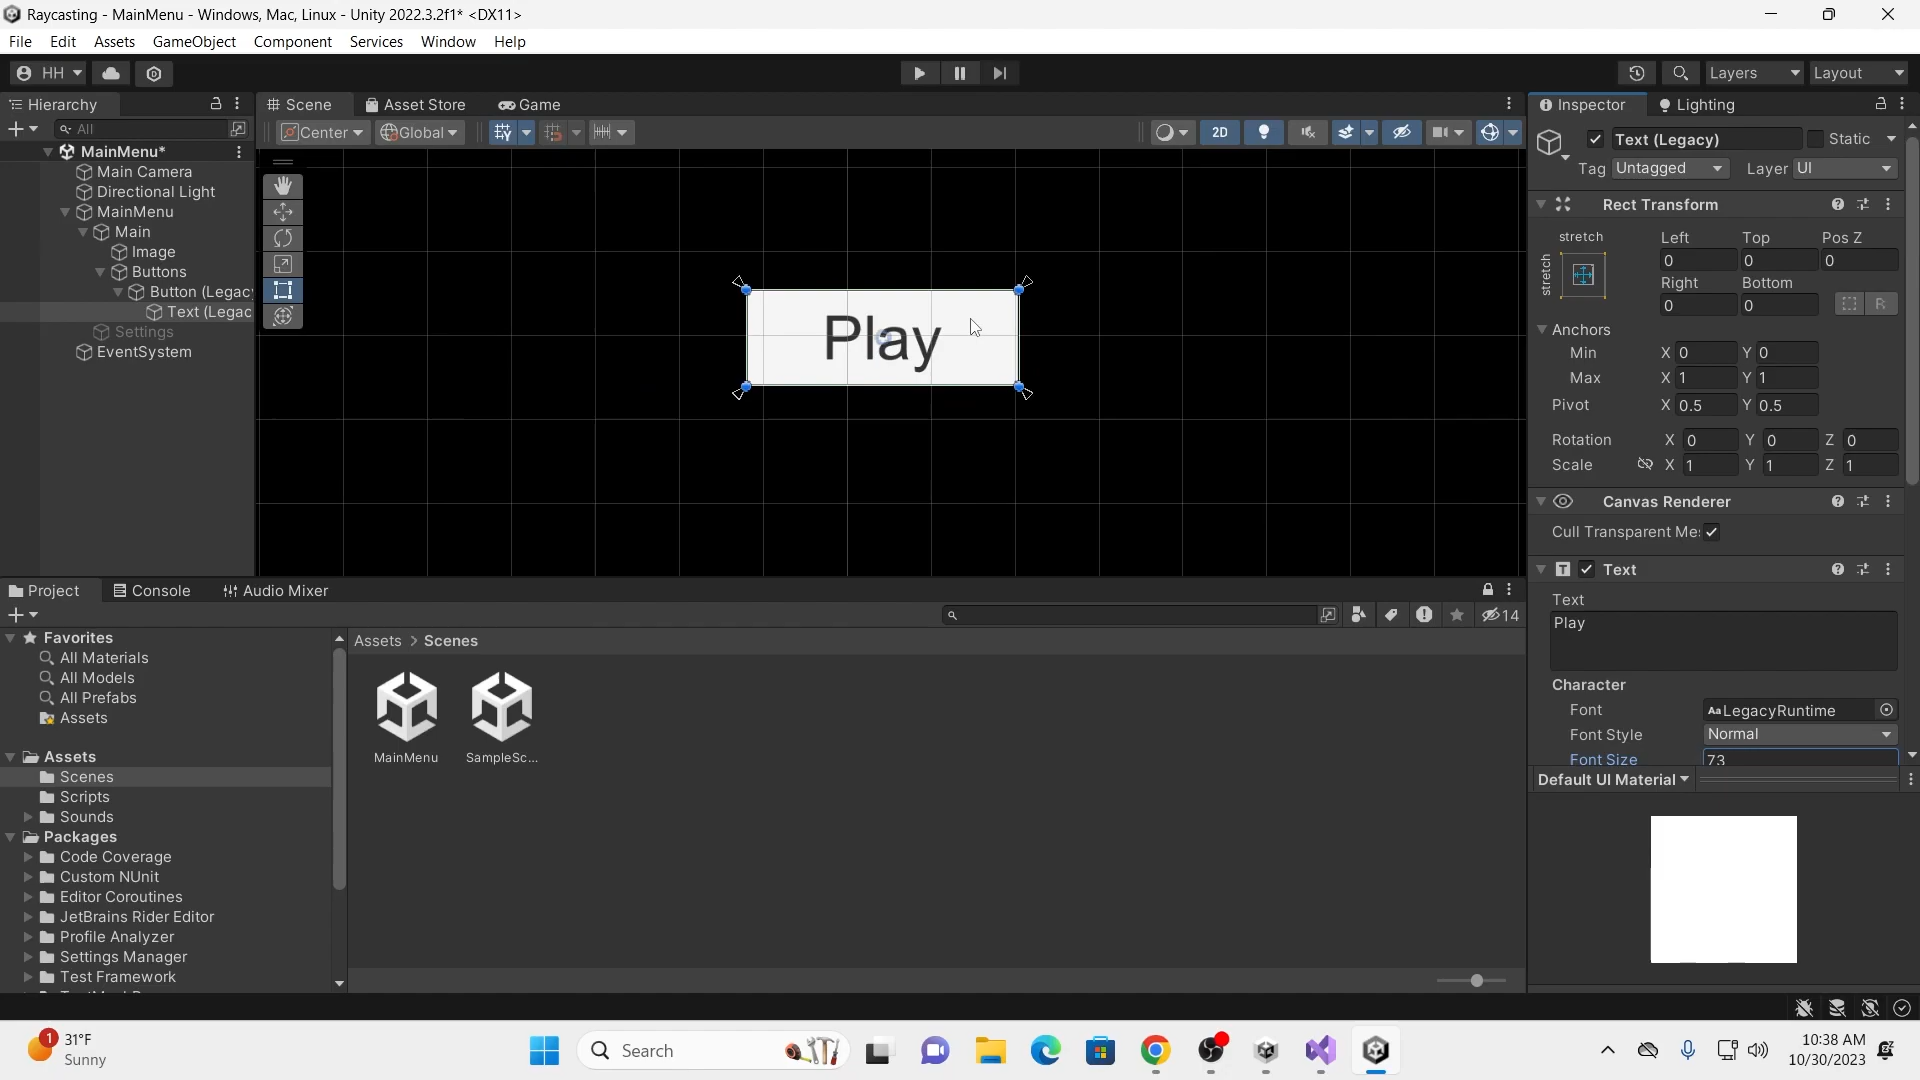 Raycasting - MainMenu - Windows, Mac, Linux - Unity 2022.3.2f1* <DX11>
File Edit Assets GameObject Component Services Window Help
HH Layers Layout
Hierarchy
All
MainMenu*
Main Camera
Directional Light
MainMenu
Main
Image
Buttons
Button (Legac
Text (Legac
Settings
EventSystem
Scene Asset Store Game
Center Global 2D
Play
Inspector Lighting
Text (Legacy) Static
Tag Untagged Layer UI
Rect Transform
stretch Left Top Pos Z
stretch 0 0 0
Right Bottom
0 0 R
Anchors
Min X 0 Y 0
Max X 1 Y 1
Pivot X 0.5 Y 0.5
Rotation X 0 Y 0 Z 0
Scale X 1 Y 1 Z 1
Canvas Renderer
Cull Transparent Me
Text
Text
Play
Character
Font Aa LegacyRuntime
Font Style Normal
Font Size 73
Default UI Material
Project Console Audio Mixer
14
Favorites
All Materials
All Models
All Prefabs
Assets
Assets
Scenes
Scripts
Sounds
Packages
Code Coverage
Custom NUnit
Editor Coroutines
JetBrains Rider Editor
Profile Analyzer
Settings Manager
Test Framework
Assets > Scenes
MainMenu SampleSc...
1 31°F
Sunny
Search
10:38 AM
10/30/2023